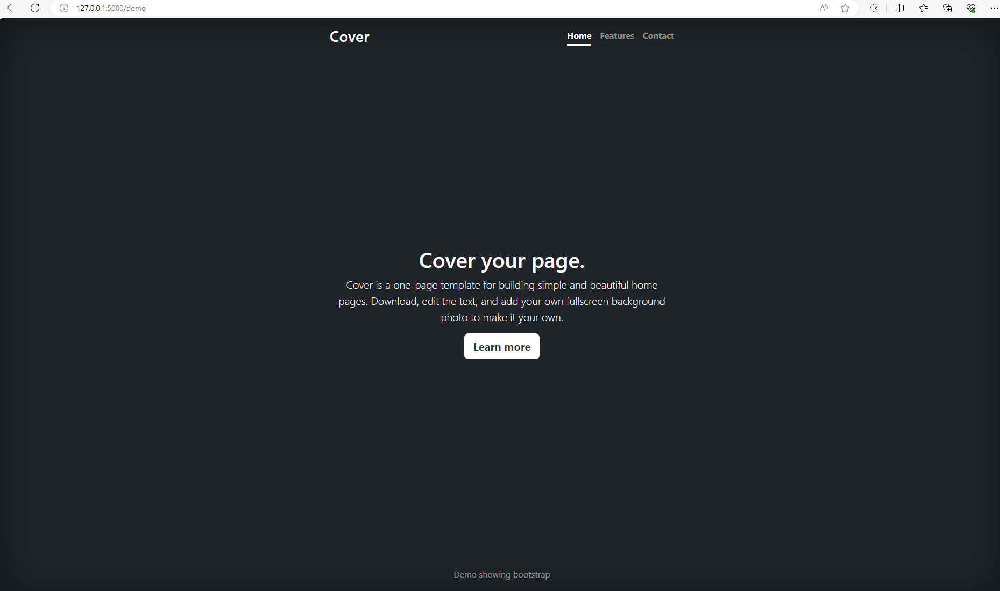 127.0.0.1:5000/demo
Cover
Home Features Contact
Cover your page.
Cover is a one-page template for building simple and beautiful home
pages. Download, edit the text, and add your own fullscreen background
photo to make it your own.
Learn more
Demo showing bootstrap